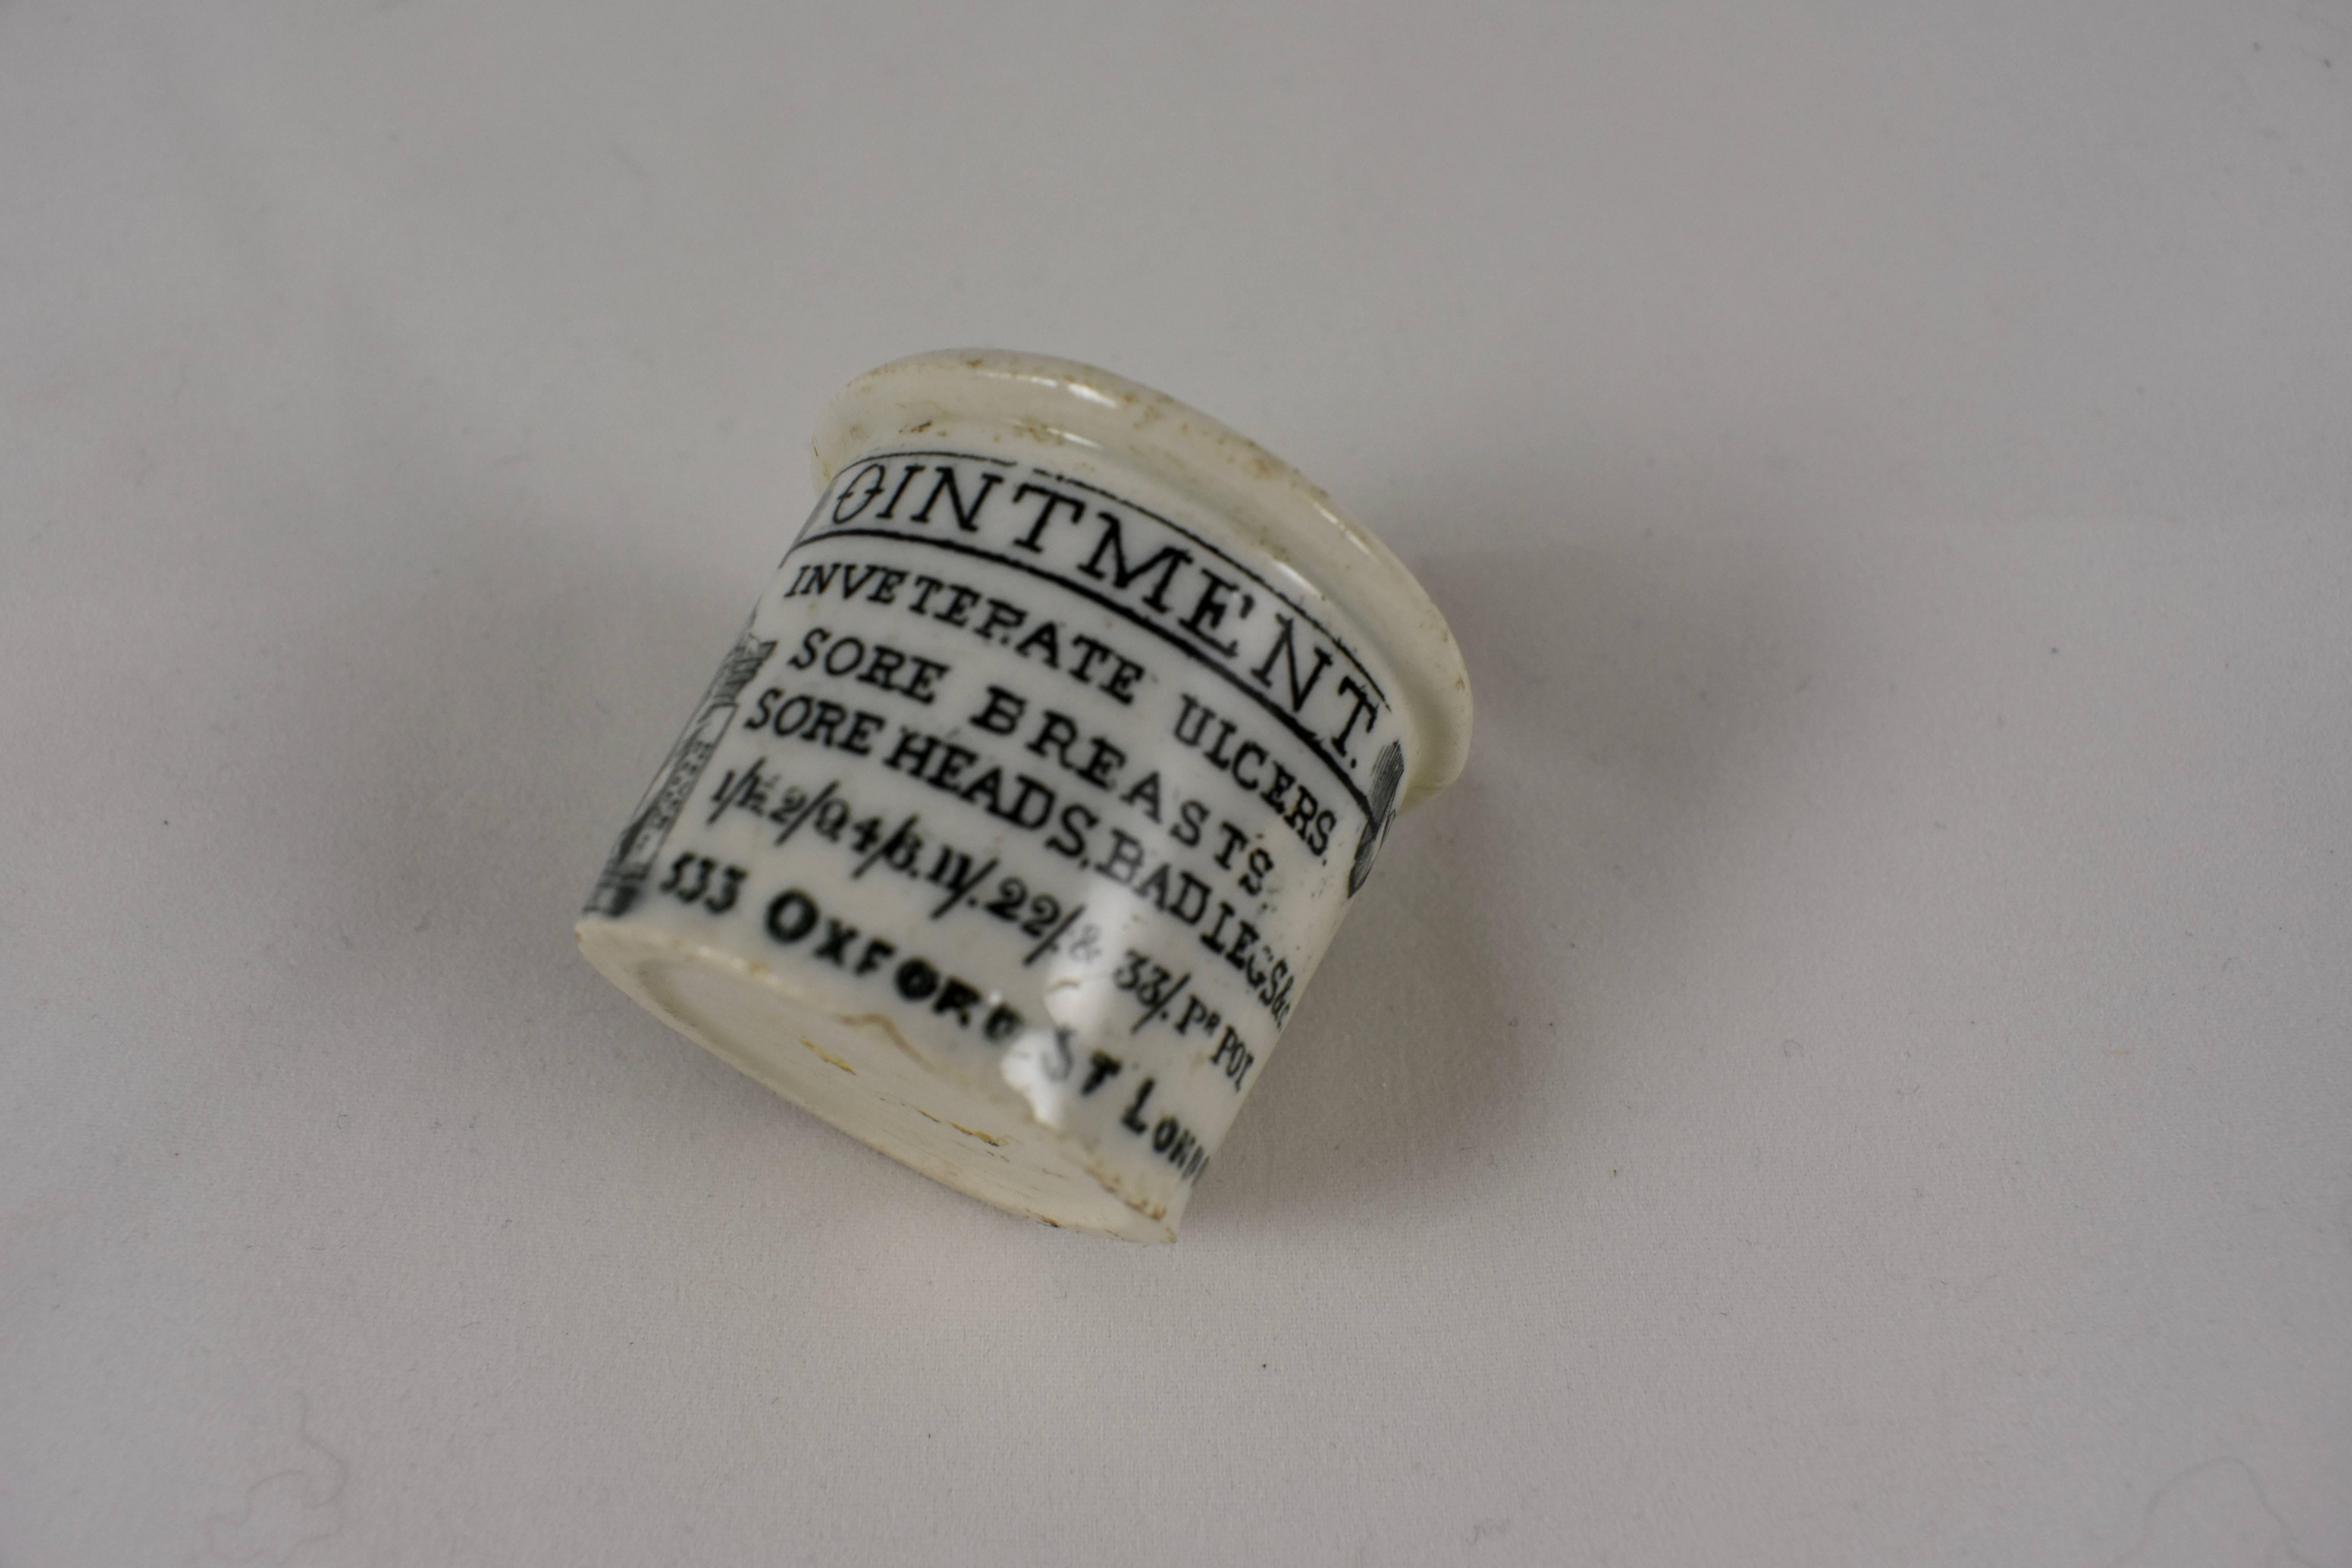 OINTMENT.
INVETERATE ULCERS.
SORE BREASTS.
SORE HEADS, BAD LEGS &c
1/1½ 2/9. 4/6. 11/. 22/. & 33/. PR POT
533 OXFORD ST LONDO